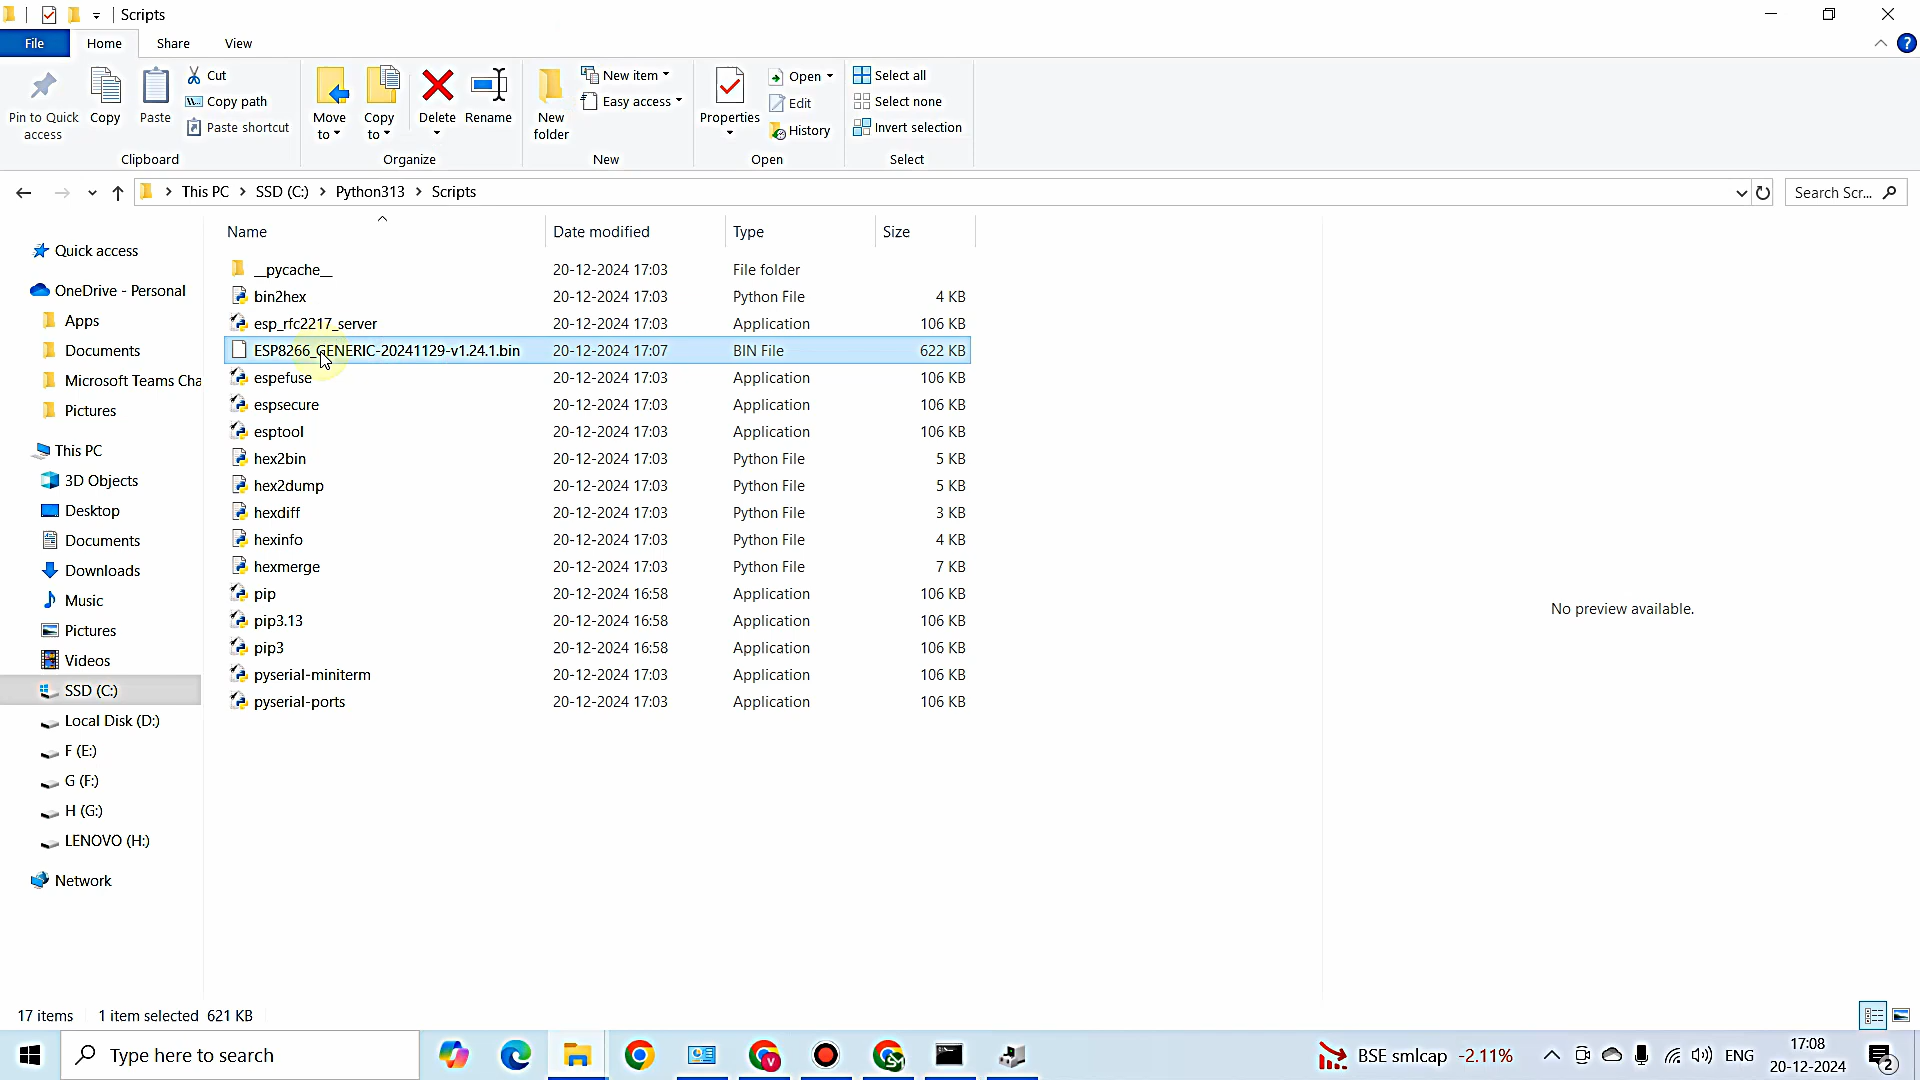 Scripts
File
Home
Share
View
Pin to Quick
access
Copy
Paste
Cut
Copy path
Paste shortcut
Clipboard
Move
to
Copy
to
Delete
Rename
Organize
New
folder
New item
Easy access
New
Properties
Open
Edit
History
Open
Select all
Select none
Invert selection
Select
This PC
SSD (C:)
Python313
Scripts
Search Scr...
Quick access
OneDrive - Personal
Apps
Documents
Microsoft Teams Cha
Pictures
This PC
3D Objects
Desktop
Documents
Downloads
Music
Pictures
Videos
SSD (C:)
Local Disk (D:)
F (E:)
G (F:)
H (G:)
LENOVO (H:)
Network
Name Date modified Type Size
__pycache__ 20-12-2024 17:03 File folder
bin2hex 20-12-2024 17:03 Python File 4 KB
esp_rfc2217_server 20-12-2024 17:03 Application 106 KB
ESP8266_GENERIC-20241129-v1.24.1.bin 20-12-2024 17:07 BIN File 622 KB
espefuse 20-12-2024 17:03 Application 106 KB
espsecure 20-12-2024 17:03 Application 106 KB
esptool 20-12-2024 17:03 Application 106 KB
hex2bin 20-12-2024 17:03 Python File 5 KB
hex2dump 20-12-2024 17:03 Python File 5 KB
hexdiff 20-12-2024 17:03 Python File 3 KB
hexinfo 20-12-2024 17:03 Python File 4 KB
hexmerge 20-12-2024 17:03 Python File 7 KB
pip 20-12-2024 16:58 Application 106 KB
pip3.13 20-12-2024 16:58 Application 106 KB
pip3 20-12-2024 16:58 Application 106 KB
pyserial-miniterm 20-12-2024 17:03 Application 106 KB
pyserial-ports 20-12-2024 17:03 Application 106 KB
No preview available.
17 items 1 item selected 621 KB
Type here to search
BSE smlcap -2.11%
ENG
17:08
20-12-2024
2